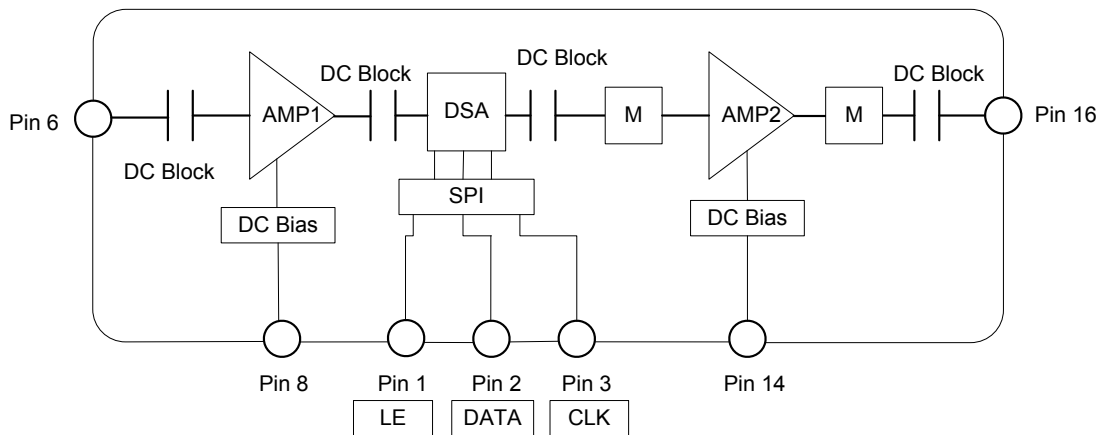 DC Block
DC Block
DC Block
AMP1
DSA
M
AMP2
M
Pin 6
Pin 16
DC Block
SPI
DC Bias
DC Bias
Pin 8
Pin 1
Pin 2
Pin 3
Pin 14
LE
DATA
CLK